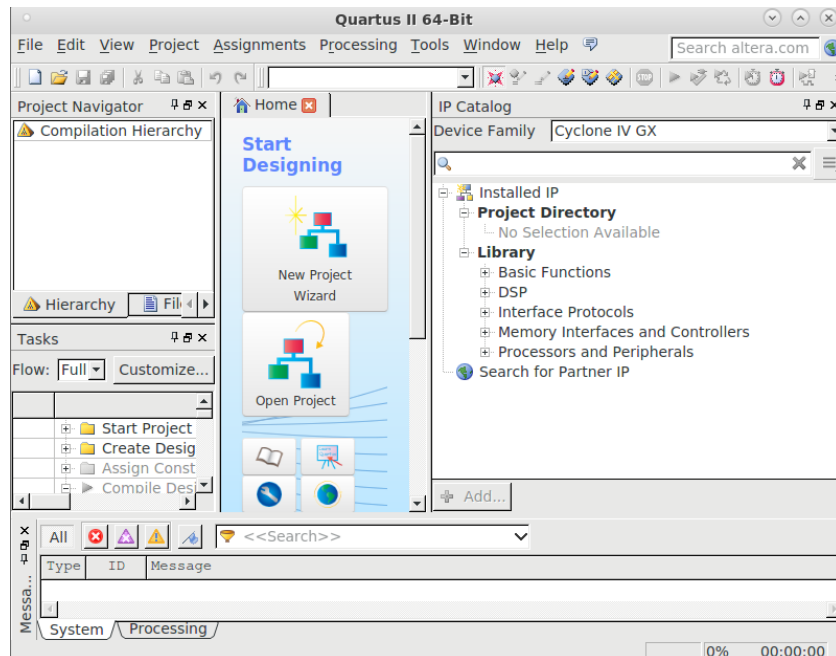 Quartus II 64-Bit
File Edit View Project Assignments Processing Tools Window Help
Search altera.com
Project Navigator
Compilation Hierarchy
Hierarchy
Fil
Tasks
Flow: Full Customize...
Start Project
Create Desig
Assign Const
Compile Desi
Home
Start
Designing
New Project
Wizard
Open Project
IP Catalog
Device Family Cyclone IV GX
Installed IP
Project Directory
No Selection Available
Library
Basic Functions
DSP
Interface Protocols
Memory Interfaces and Controllers
Processors and Peripherals
Search for Partner IP
Add...
Messa...
All <<Search>>
Type ID Message
System Processing
0% 00:00:00